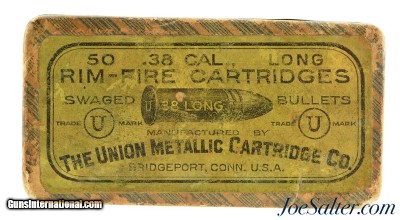 50 .38 CAL. LONG
RIM-FIRE CARTRIDGES
SWAGED BULLETS
U .38 LONG
TRADE U MARK TRADE U MARK
MANUFACTURED BY
THE UNION METALLIC CARTRIDGE CO.
BRIDGEPORT, CONN. U.S.A.
GunsInternational.com
JoeSalter.com